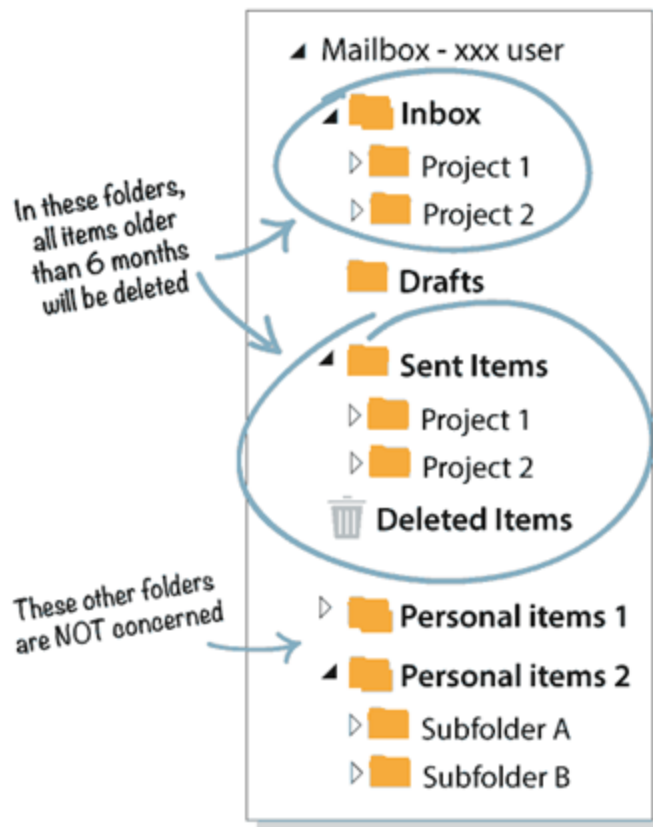 Mailbox - xxx user
Inbox
Project 1
Project 2
In these folders,
all items older
than 6 months
will be deleted
Drafts
Sent Items
Project 1
Project 2
Deleted Items
These other folders
are NOT concerned
Personal items 1
Personal items 2
Subfolder A
Subfolder B